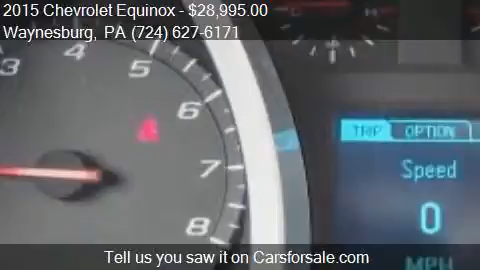 2015 Chevrolet Equinox - $28,995.00
Waynesburg, PA (724) 627-6171
3
4
5
6
7
8
TRIP OPTION
Speed
0
MPH
Tell us you saw it on Carsforsale.com